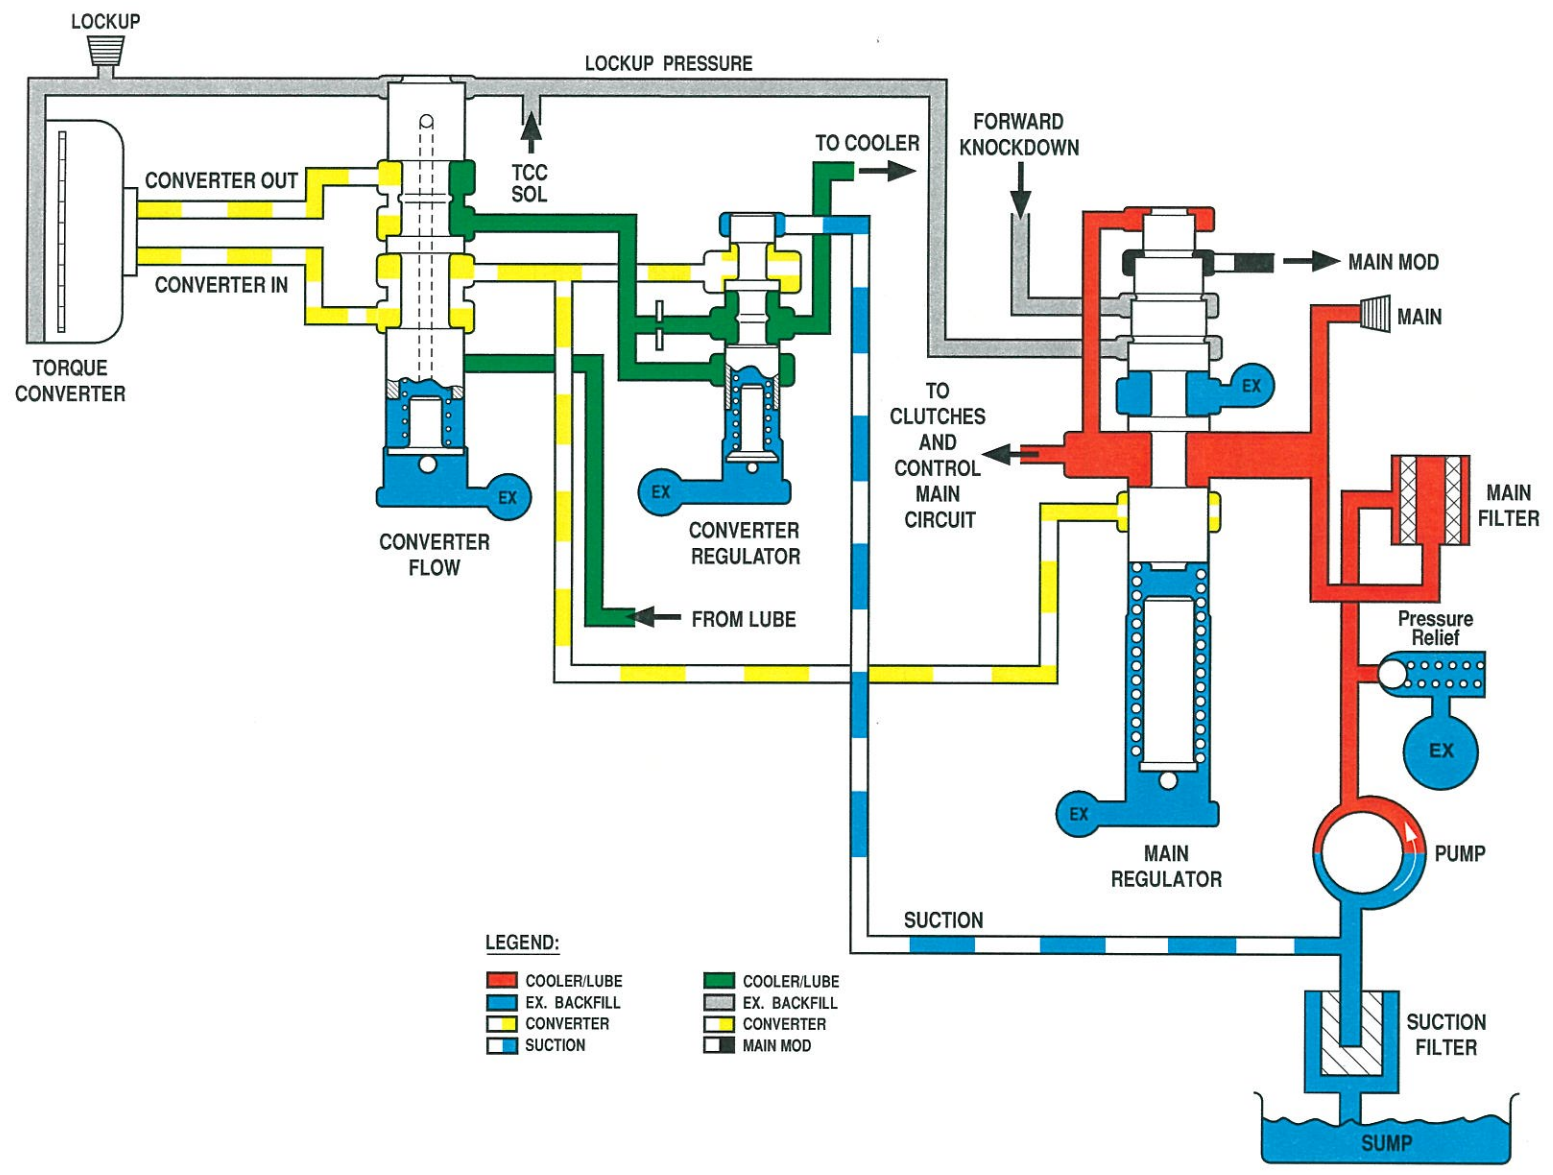 LOCKUP
LOCKUP PRESSURE
FORWARD
KNOCKDOWN
TO COOLER
TCC
SOL
CONVERTER OUT
CONVERTER IN
MAIN MOD
MAIN
TORQUE
CONVERTER
EX
TO
CLUTCHES
AND
CONTROL
MAIN
CIRCUIT
MAIN
FILTER
EX
EX
CONVERTER
REGULATOR
CONVERTER
FLOW
FROM LUBE
Pressure
Relief
EX
EX
MAIN
REGULATOR
PUMP
SUCTION
LEGEND:
COOLER/LUBE
EX. BACKFILL
CONVERTER
SUCTION
COOLER/LUBE
EX. BACKFILL
CONVERTER
MAIN MOD
SUCTION
FILTER
SUMP